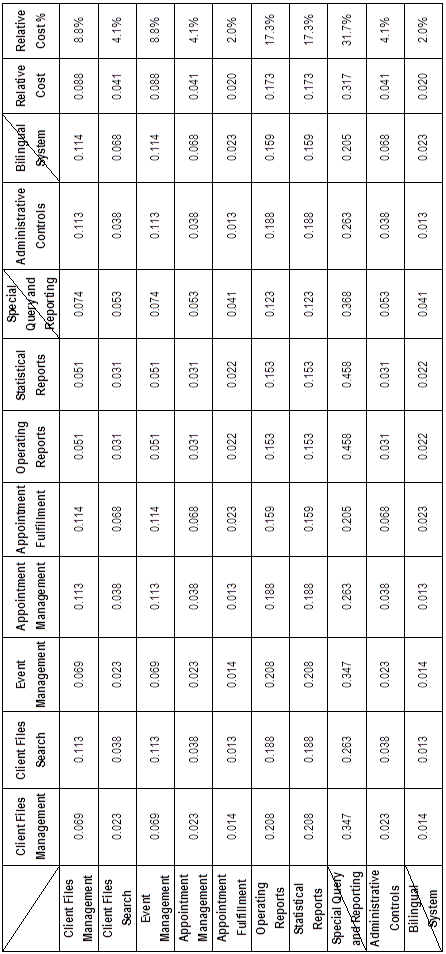 Client Files Management Client Files Search Event Management Appointment Management Appointment Fulfillment Operating Reports Statistical Reports Special Query and Reporting Administrative Controls Bilingual System Relative Cost Relative Cost %
Client Files Management 0.069 0.113 0.069 0.113 0.114 0.051 0.051 0.074 0.113 0.114 0.088 8.8%
Client Files Search 0.023 0.038 0.023 0.038 0.068 0.031 0.031 0.053 0.038 0.068 0.041 4.1%
Event Management 0.069 0.113 0.069 0.113 0.114 0.051 0.051 0.074 0.113 0.114 0.088 8.8%
Appointment Management 0.023 0.038 0.023 0.038 0.068 0.031 0.031 0.053 0.038 0.068 0.041 4.1%
Appointment Fulfillment 0.014 0.013 0.014 0.013 0.023 0.022 0.022 0.041 0.013 0.023 0.020 2.0%
Operating Reports 0.208 0.188 0.208 0.188 0.159 0.153 0.153 0.123 0.188 0.159 0.173 17.3%
Statistical Reports 0.208 0.188 0.208 0.188 0.159 0.153 0.153 0.123 0.188 0.159 0.173 17.3%
Special Query and Reporting 0.347 0.263 0.347 0.263 0.205 0.458 0.458 0.368 0.263 0.205 0.317 31.7%
Administrative Controls 0.023 0.038 0.023 0.038 0.068 0.031 0.031 0.053 0.038 0.068 0.041 4.1%
Bilingual System 0.014 0.013 0.014 0.013 0.023 0.022 0.022 0.041 0.013 0.023 0.020 2.0%